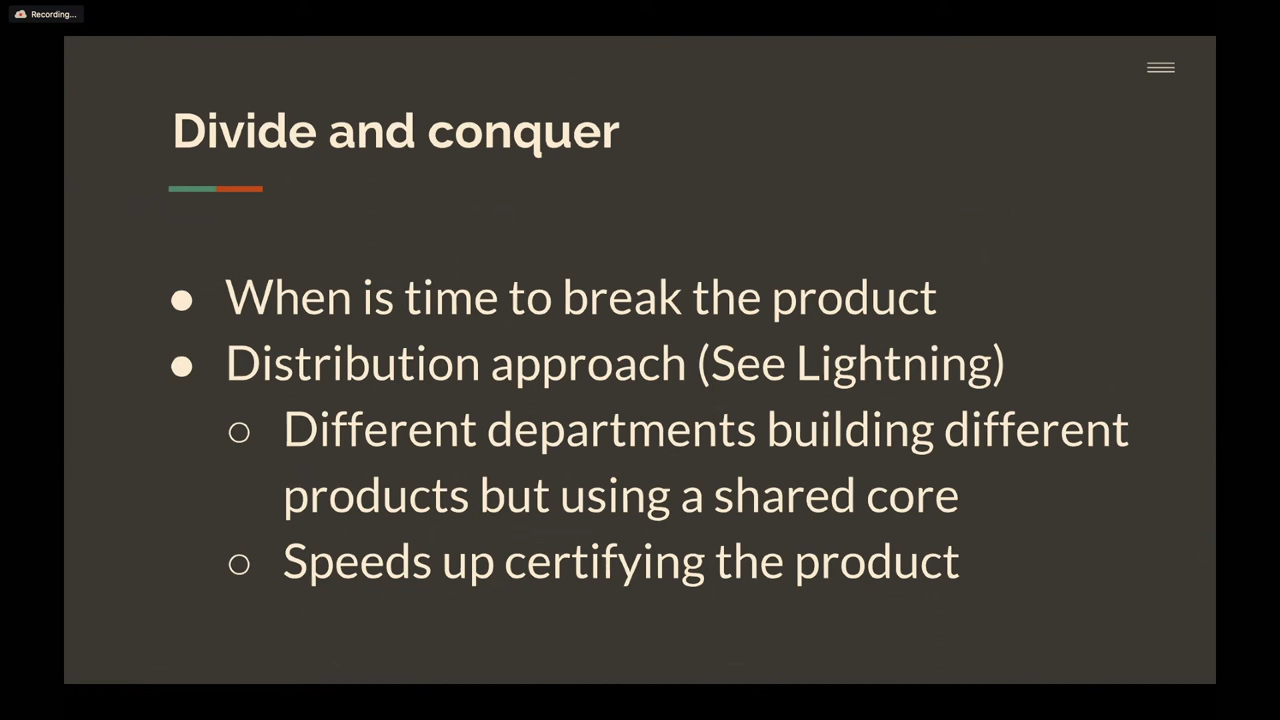 Recording...
Divide and conquer
● When is time to break the product
● Distribution approach (See Lightning)
○ Different departments building different
products but using a shared core
○ Speeds up certifying the product